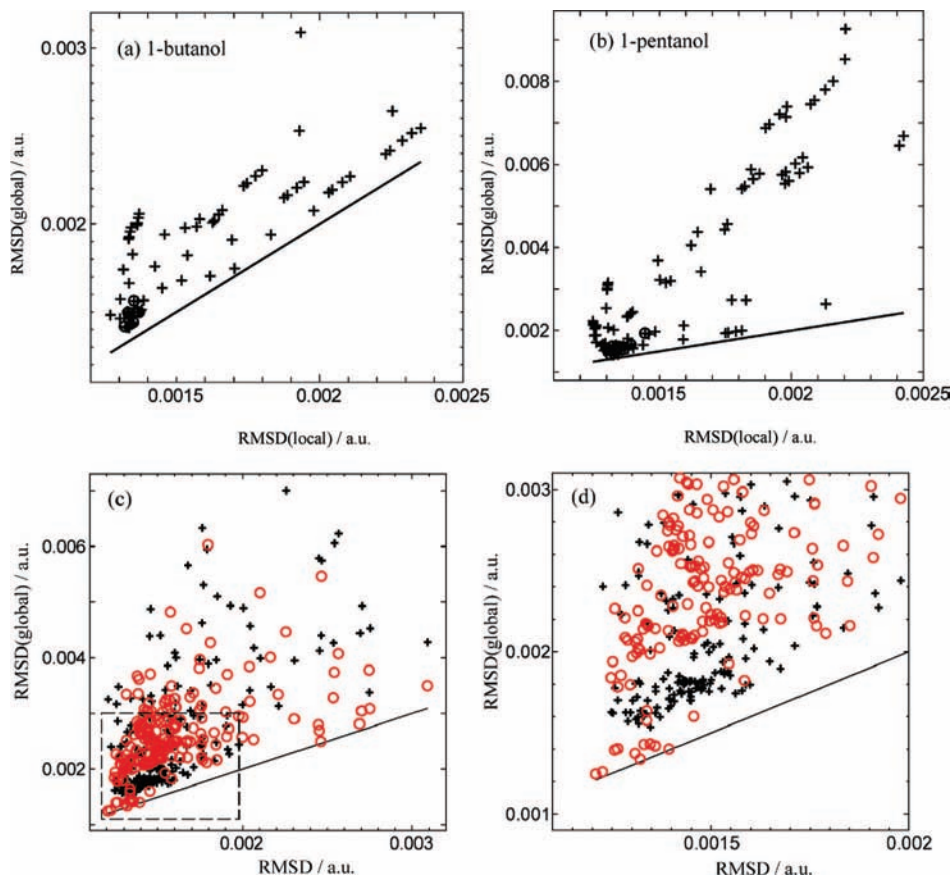 (a) 1-butanol
0.003
0.002
RMSD(global) / a.u.
0.0015
0.002
0.0025
RMSD(local) / a.u.
(b) 1-pentanol
0.008
0.006
0.004
0.002
RMSD(global) / a.u.
0.0015
0.002
0.0025
RMSD(local) / a.u.
(c)
0.006
0.004
0.002
RMSD(global) / a.u.
0.002
0.003
RMSD / a.u.
(d)
0.003
0.002
0.001
RMSD(global) / a.u.
0.0015
0.002
RMSD / a.u.